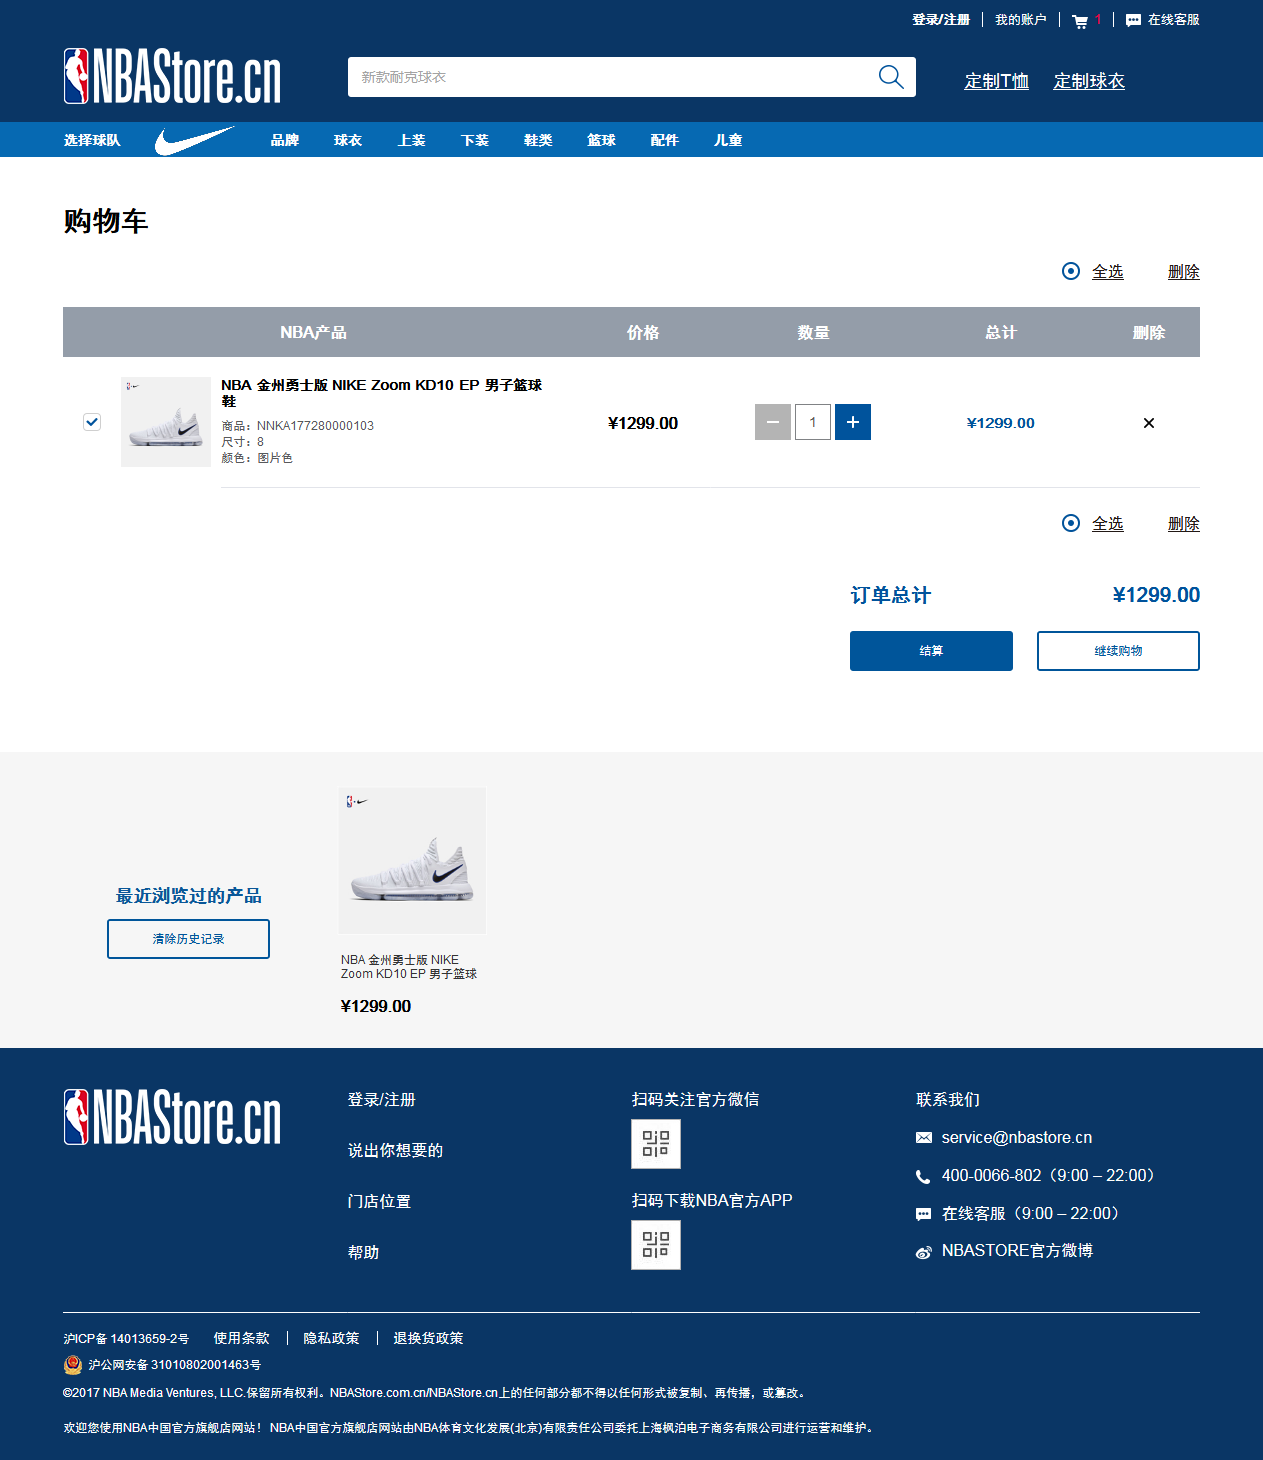 登录/注册 我的账户 1 在线客服
NBAStore.cn 新款耐克球衣 定制T恤 定制球衣
选择球队 品牌 球衣 上装 下装 鞋类 篮球 配件 儿童
购物车
全选 删除
NBA产品 价格 数量 总计 删除
NBA 金州勇士版 NIKE Zoom KD10 EP 男子篮球
鞋
商品：NNKA177280000103
尺寸：8
颜色：图片色
¥1299.00 1 ¥1299.00
全选 删除
订单总计 ¥1299.00
结算 继续购物
最近浏览过的产品
清除历史记录
NBA 金州勇士版 NIKE
Zoom KD10 EP 男子篮球
¥1299.00
NBAStore.cn
登录/注册
说出你想要的
门店位置
帮助
扫码关注官方微信
扫码下载NBA官方APP
联系我们
service@nbastore.cn
400-0066-802（9:00 – 22:00）
在线客服（9:00 – 22:00）
NBASTORE官方微博
沪ICP备 14013659-2号 使用条款 隐私政策 退换货政策
沪公网安备 31010802001463号
©2017 NBA Media Ventures, LLC.保留所有权利。NBAStore.com.cn/NBAStore.cn上的任何部分都不得以任何形式被复制、再传播，或篡改。
欢迎您使用NBA中国官方旗舰店网站！ NBA中国官方旗舰店网站由NBA体育文化发展(北京)有限责任公司委托上海枫泊电子商务有限公司进行运营和维护。